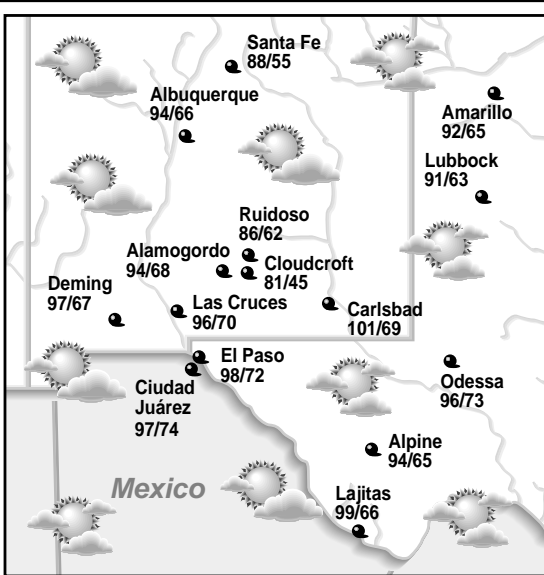 Santa Fe
88/55
Albuquerque
94/66
Amarillo
92/65
Lubbock
91/63
Ruidoso
86/62
Alamogordo
94/68
Cloudcroft
81/45
Deming
97/67
Las Cruces
96/70
Carlsbad
101/69
El Paso
98/72
Ciudad
Juárez
97/74
Odessa
96/73
Alpine
94/65
Mexico
Lajitas
99/66